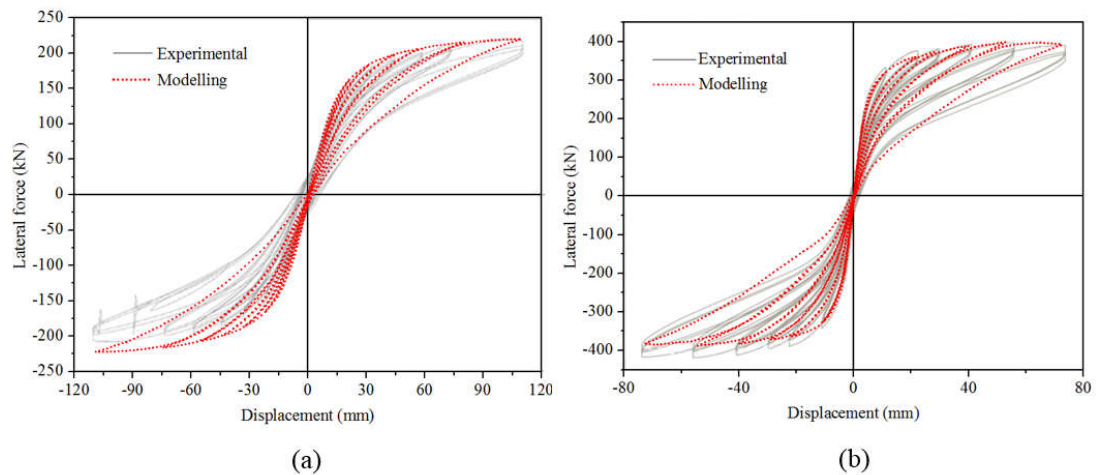 250
200
150
100
50
0
-50
-100
-150
-200
-250
Lateral force (kN)
Experimental
Modelling
-120 -90 -60 -30 0 30 60 90 120
Displacement (mm)
(a)
400
300
200
100
0
-100
-200
-300
-400
Lateral force (kN)
Experimental
Modelling
-80 -40 0 40 80
Displacement (mm)
(b)